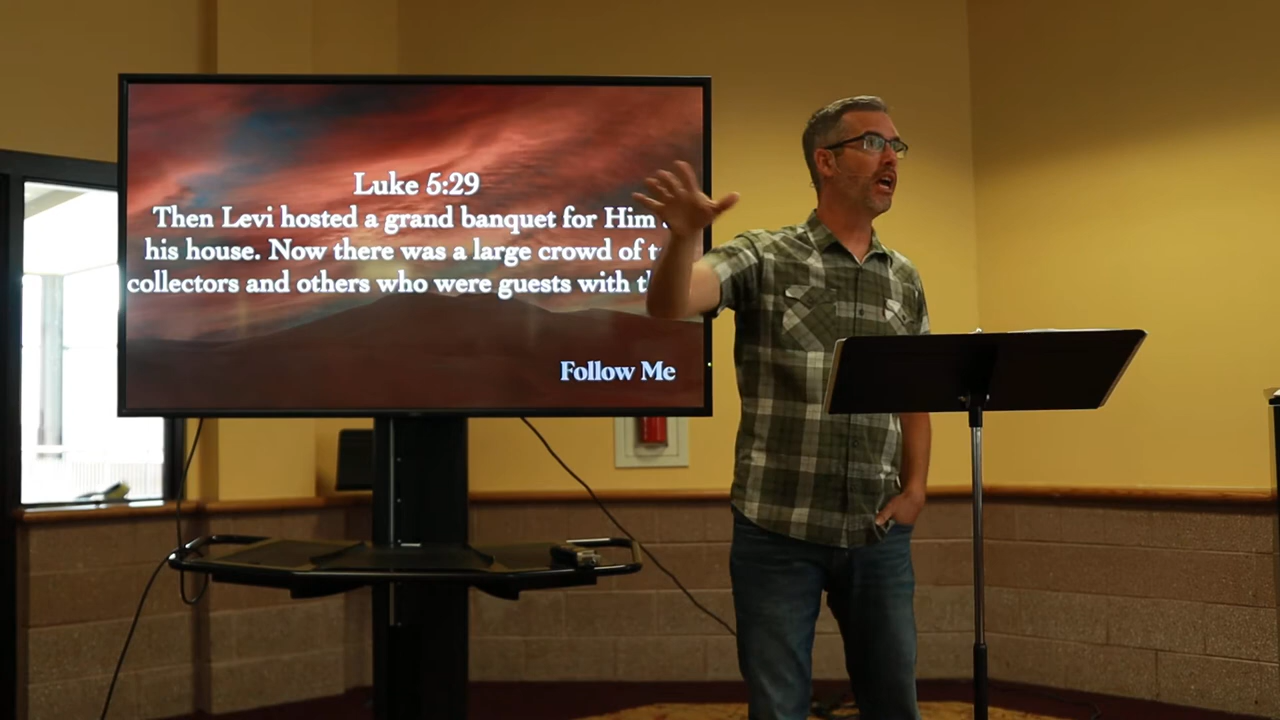 Luke 5:29
Then Levi hosted a grand banquet for Him
his house. Now there was a large crowd of
collectors and others who were guests with
Follow Me